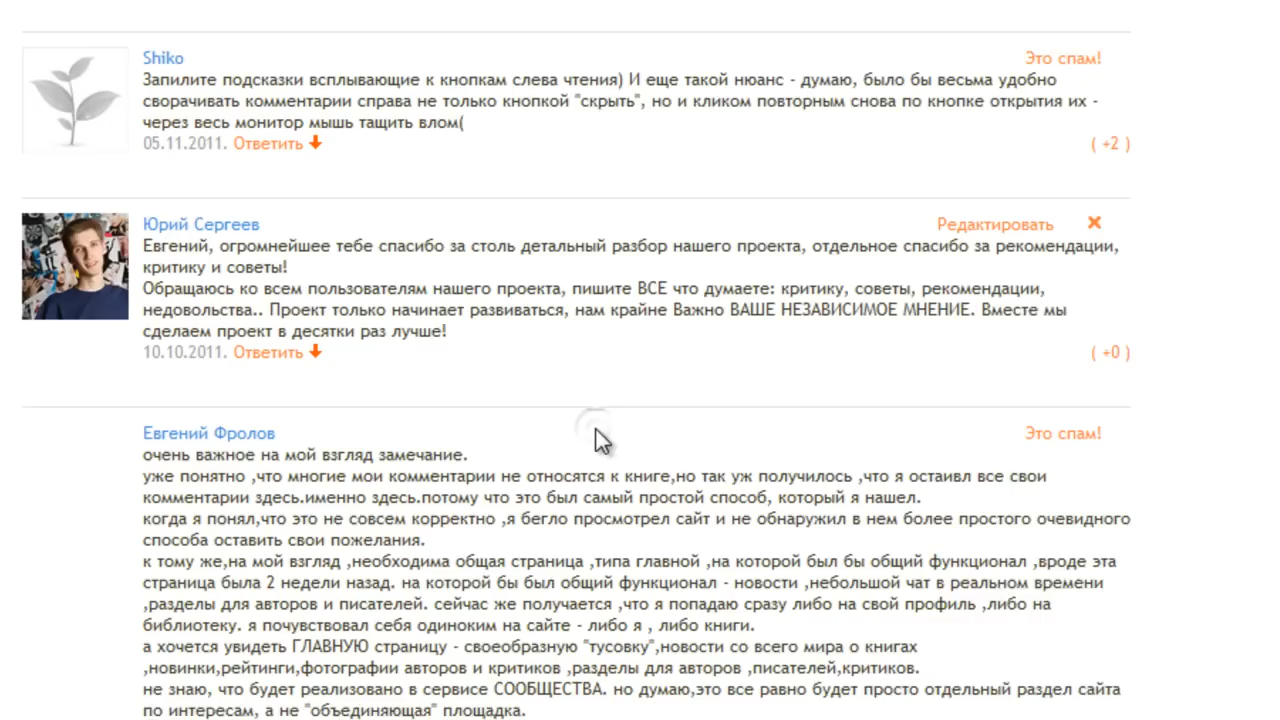 Shiko
Это спам!
Запилите подсказки всплывающие к кнопкам слева чтения) И еще такой нюанс - думаю, было бы весьма удобно
сворачивать комментарии справа не только кнопкой "скрыть", но и кликом повторным снова по кнопке открытия их -
через весь монитор мышь тащить влом(
05.11.2011. Ответить
( +2 )
Юрий Сергеев
Редактировать
Евгений, огромнейшее тебе спасибо за столь детальный разбор нашего проекта, отдельное спасибо за рекомендации,
критику и советы!
Обращаюсь ко всем пользователям нашего проекта, пишите ВСЕ что думаете: критику, советы, рекомендации,
недовольства.. Проект только начинает развиваться, нам крайне Важно ВАШЕ НЕЗАВИСИМОЕ МНЕНИЕ. Вместе мы
сделаем проект в десятки раз лучше!
10.10.2011. Ответить
( +0 )
Евгений Фролов
Это спам!
очень важное на мой взгляд замечание.
уже понятно ,что многие мои комментарии не относятся к книге,но так уж получилось ,что я остаивл все свои
комментарии здесь.именно здесь.потому что это был самый простой способ, который я нашел.
когда я понял,что это не совсем корректно ,я бегло просмотрел сайт и не обнаружил в нем более простого очевидного
способа оставить свои пожелания.
к тому же,на мой взгляд ,необходима общая страница ,типа главной ,на которой был бы общий функционал ,вроде эта
страница была 2 недели назад. на которой бы был общий функционал - новости ,небольшой чат в реальном времени
,разделы для авторов и писателей. сейчас же получается ,что я попадаю сразу либо на свой профиль ,либо на
библиотеку. я почувствовал себя одиноким на сайте - либо я , либо книги.
а хочется увидеть ГЛАВНУЮ страницу - своеобразную "тусовку",новости со всего мира о книгах
,новинки,рейтинги,фотографии авторов и критиков ,разделы для авторов ,писателей,критиков.
не знаю, что будет реализовано в сервисе СООБЩЕСТВА. но думаю,это все равно будет просто отдельный раздел сайта
по интересам, а не "объединяющая" площадка.